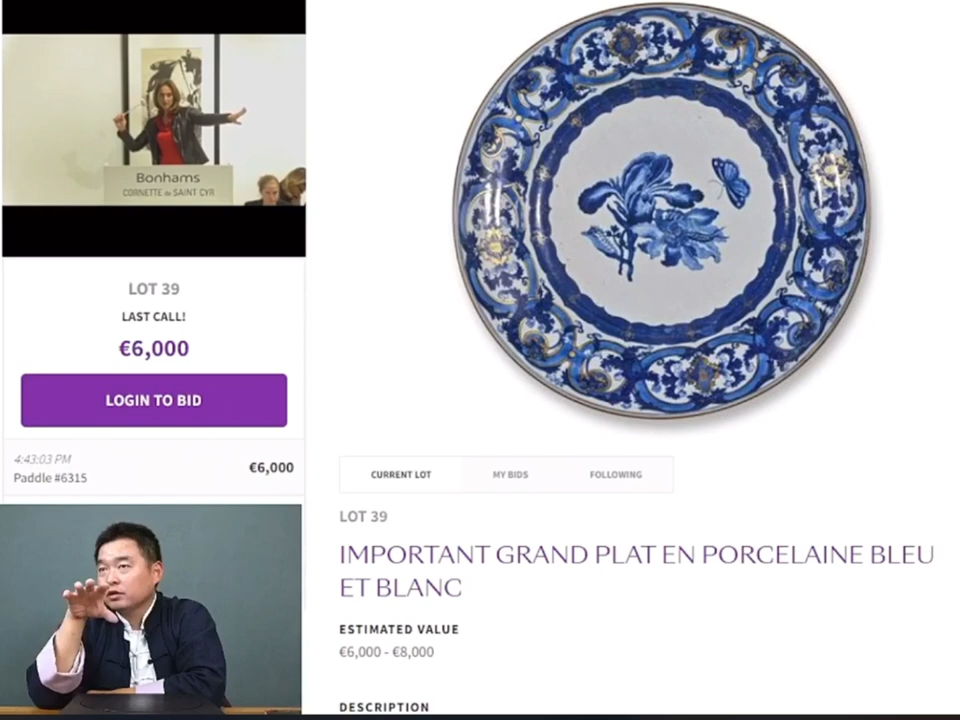 Bonhams
CORNETTE de SAINT CYR
LOT 39
LAST CALL!
€6,000
LOGIN TO BID
4:43:03 PM
Paddle #6315
€6,000
CURRENT LOT
MY BIDS
FOLLOWING
LOT 39
IMPORTANT GRAND PLAT EN PORCELAINE BLEU
ET BLANC
ESTIMATED VALUE
€6,000 - €8,000
DESCRIPTION